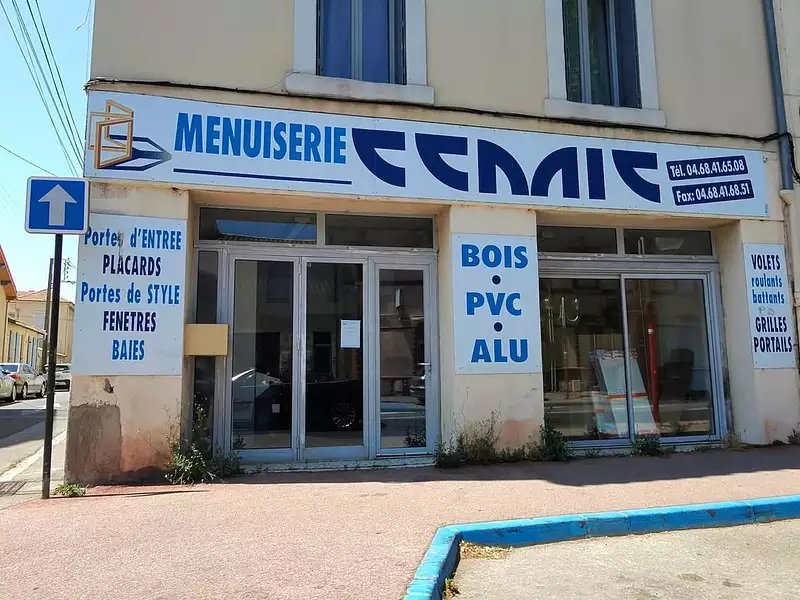 MENUISERIE
Tél. 04.68.41.65.08
Fax: 04.68.41.68.51
Portes d'ENTREE
PLACARDS
Portes de STYLE
FENETRES
BAIES
BOIS
•
PVC
•
ALU
VOLETS
roulants
battants
GRILLES
PORTAILS